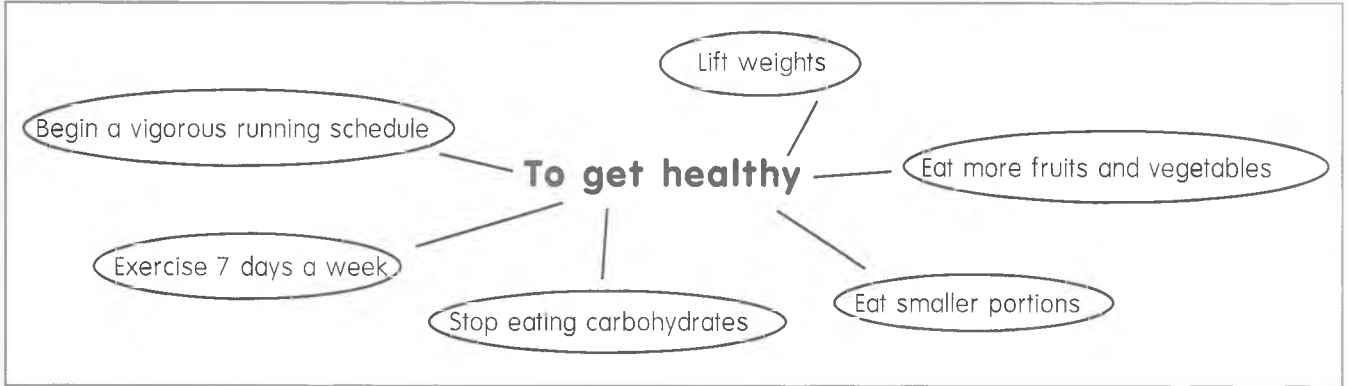 Lift weights
Begin a vigorous running schedule
To get healthy
Eat more fruits and vegetables
Exercise 7 days a week
Eat smaller portions
Stop eating carbohydrates